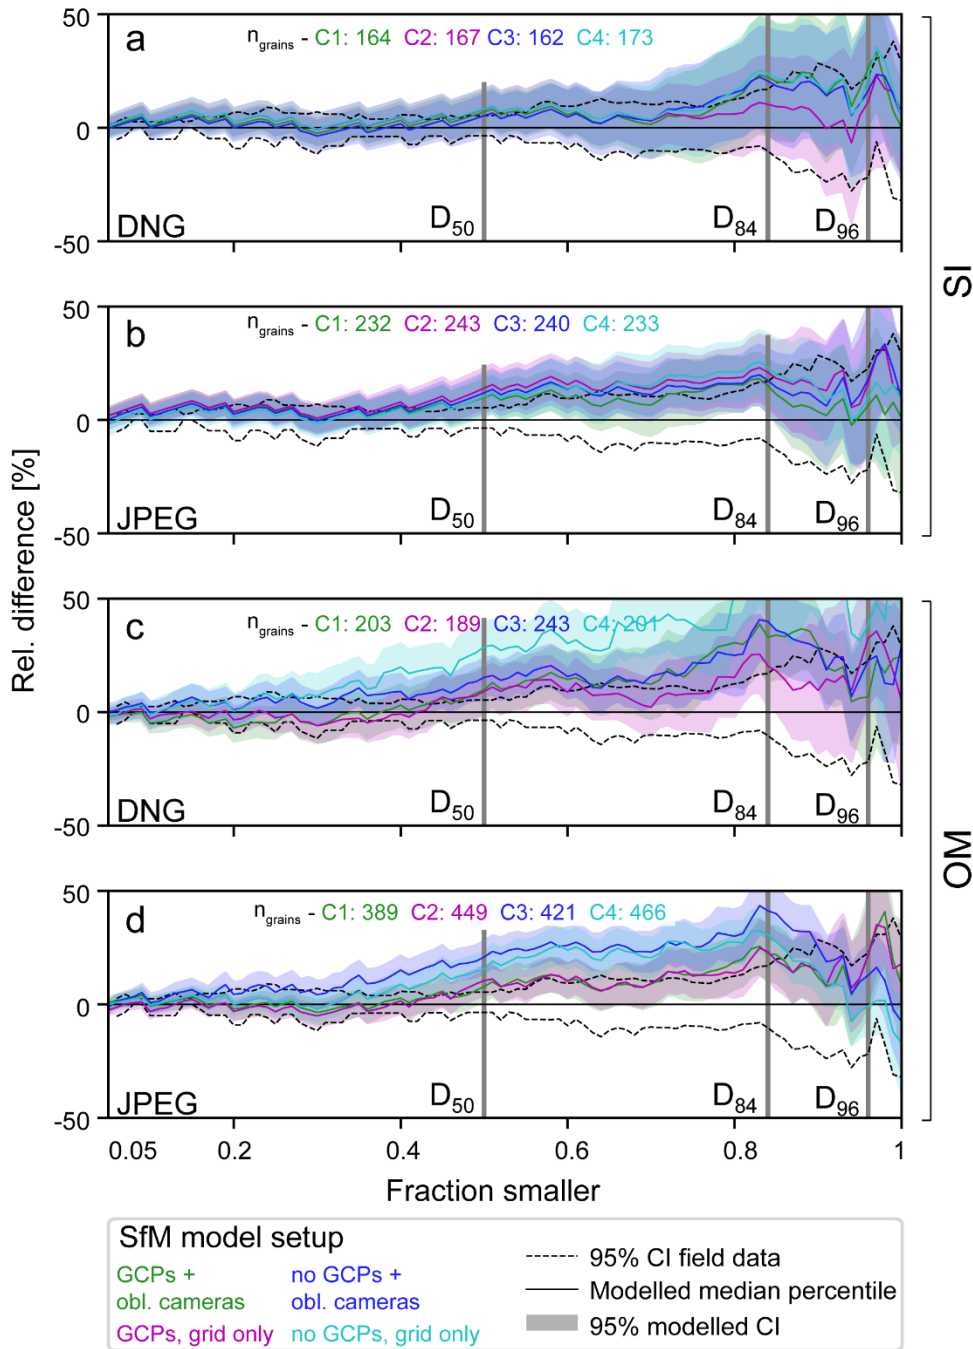 50
a
n_grains - C1: 164 C2: 167 C3: 162 C4: 173
0
DNG
D50
D84
D96
-50
SI
50
b
n_grains - C1: 232 C2: 243 C3: 240 C4: 233
0
JPEG
D50
D84
D96
-50
Rel. difference [%]
50
c
n_grains - C1: 203 C2: 189 C3: 243 C4: 201
0
DNG
D50
D84
D96
-50
OM
50
d
n_grains - C1: 389 C2: 449 C3: 421 C4: 466
0
JPEG
D50
D84
D96
-50
0.05 0.2 0.4 0.6 0.8 1
Fraction smaller
SfM model setup
GCPs +
obl. cameras
no GCPs +
obl. cameras
GCPs, grid only
no GCPs, grid only
95% CI field data
Modelled median percentile
95% modelled CI